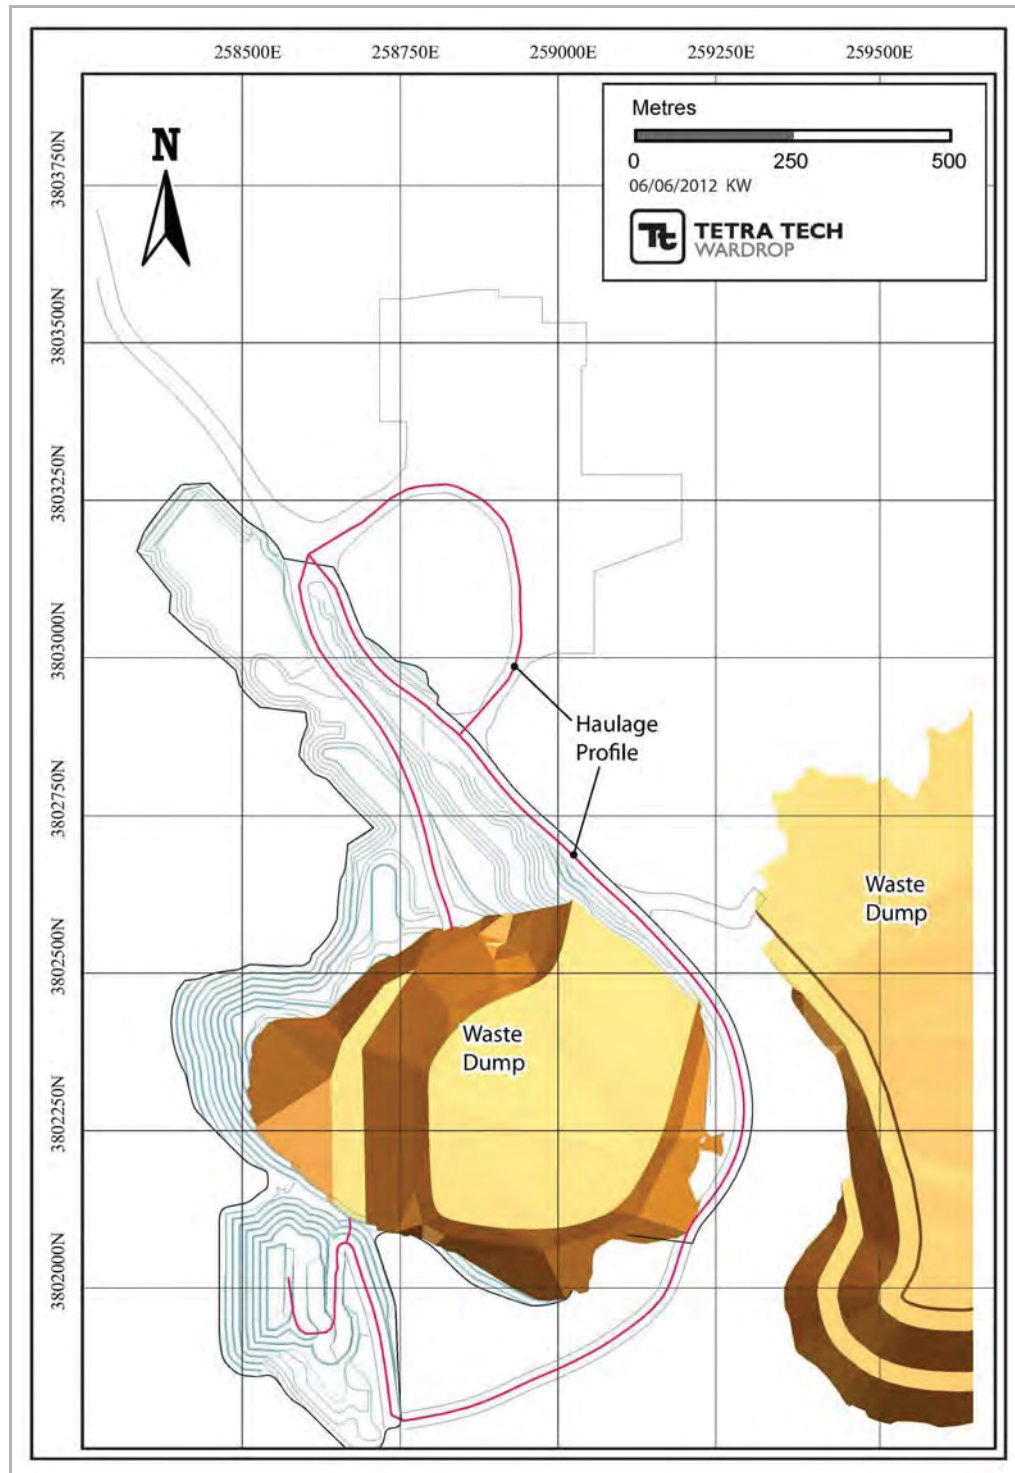 258500E 258750E 259000E 259250E 259500E
Metres
0 250 500
06/06/2012 KW
Tt TETRA TECH
WARDROP
N
3803750N
3803500N
3803250N
3803000N
3802750N
3802500N
3802250N
3802000N
Haulage
Profile
Waste
Dump
Waste
Dump